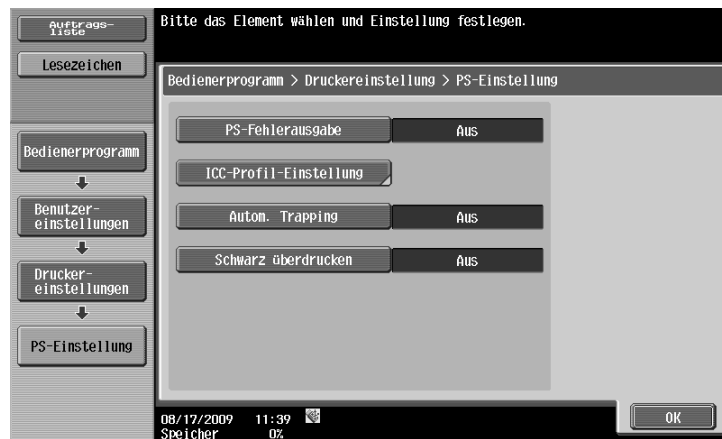 Auftrags-
liste
Bitte das Element wählen und Einstellung festlegen.
Lesezeichen
Bedienerprogramm > Druckereinstellung > PS-Einstellung
PS-Fehlerausgabe Aus
Bedienerprogramm
ICC-Profil-Einstellung
Benutzer-
einstellungen
Autom. Trapping Aus
Schwarz überdrucken Aus
Drucker-
einstellungen
PS-Einstellung
08/17/2009 11:39
Speicher 0%
OK